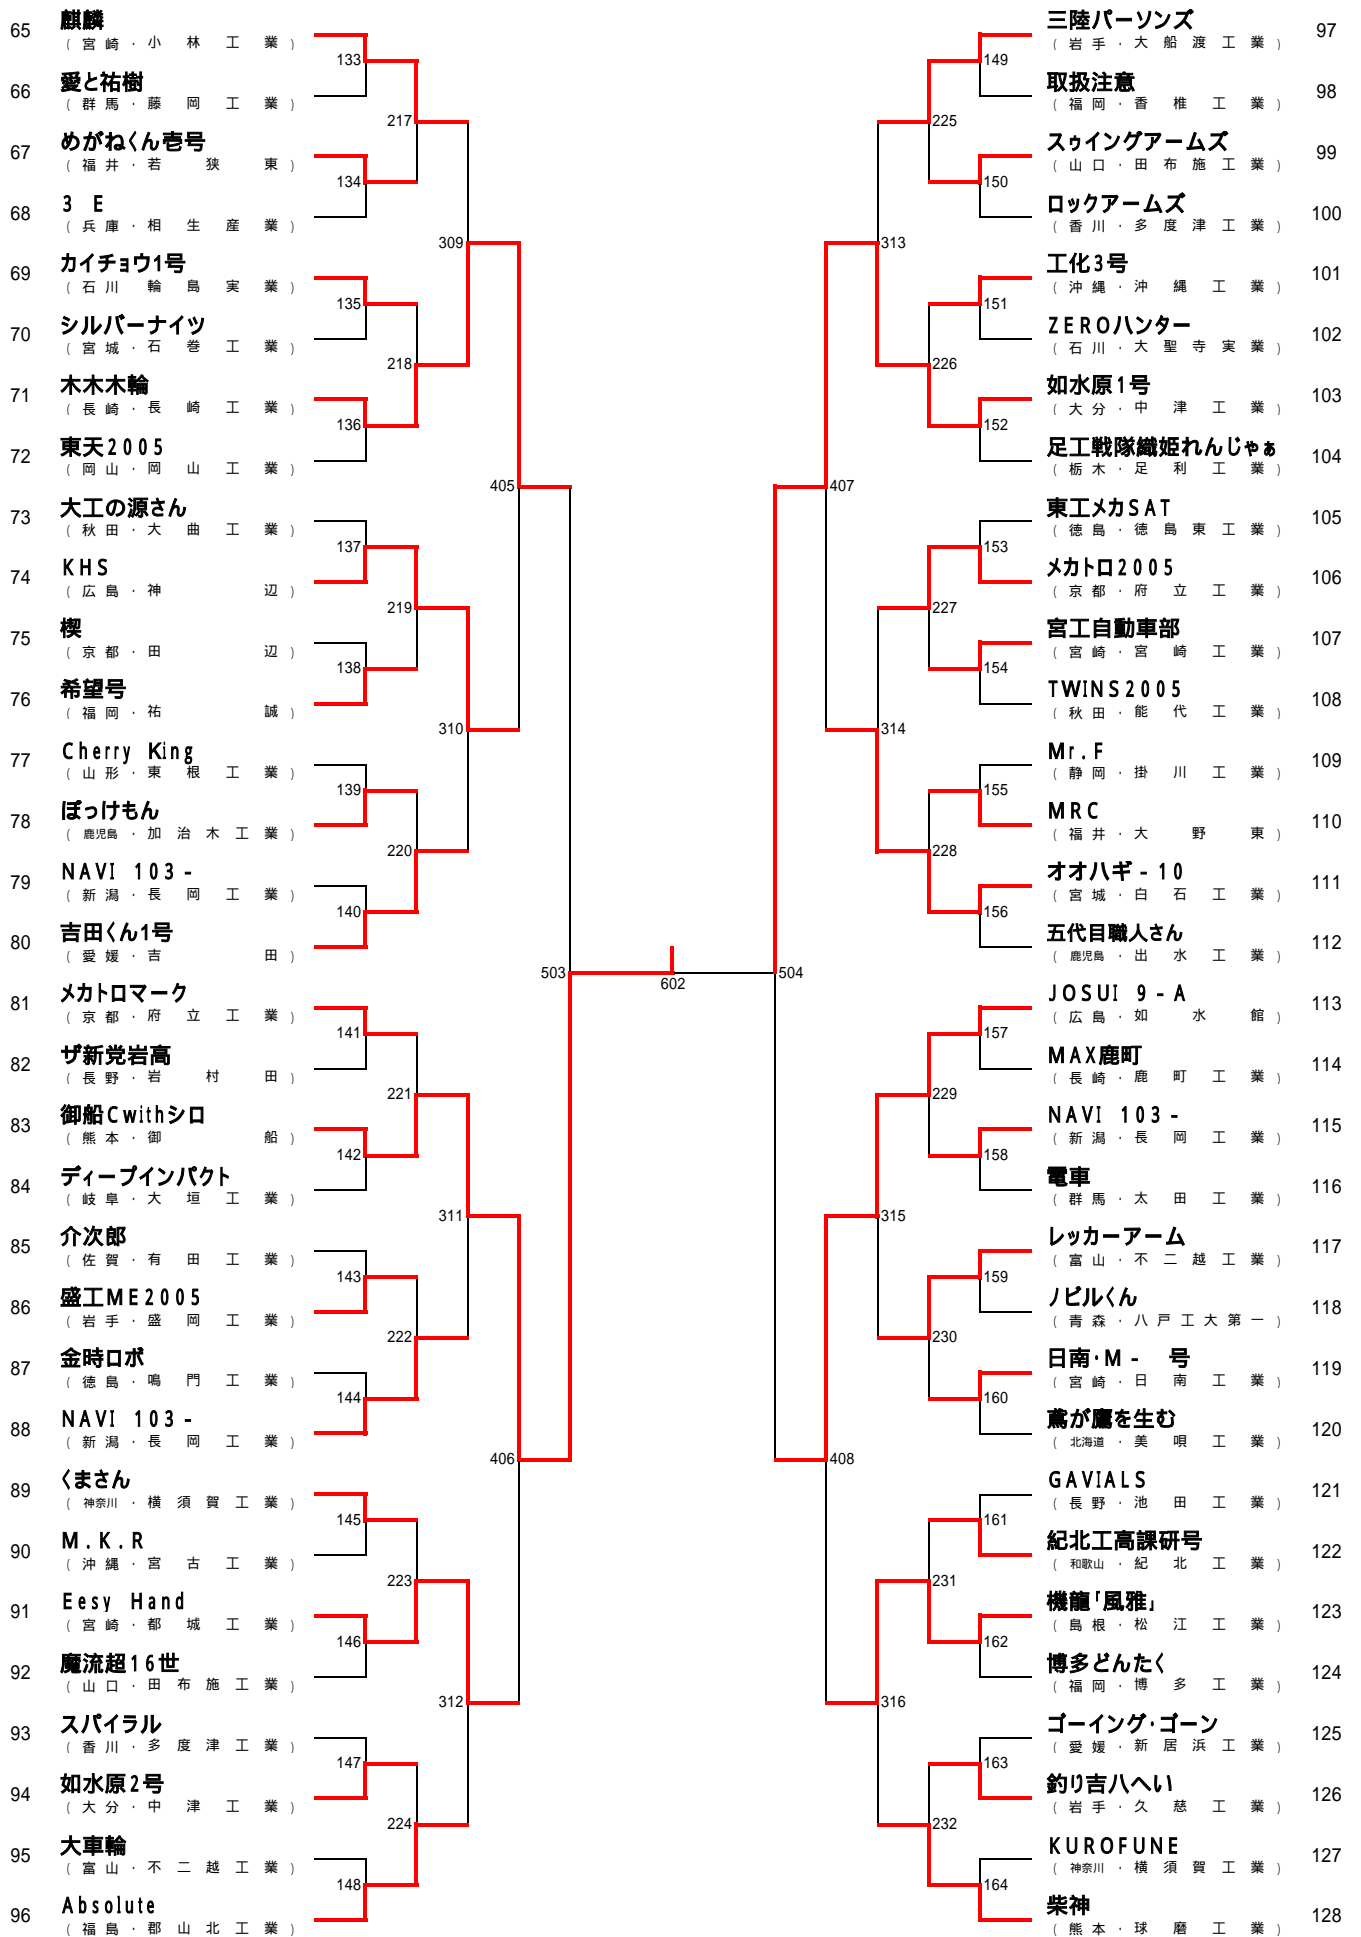 65 麒麟
(宮崎・小林工業)
133
66 愛と祐樹
(群馬・藤岡工業)
217
67 めがねくん壱号
(福井・若狭東)
134
68 3 E
(兵庫・相生産業)
309
69 カイチョウ1号
(石川 輪島実業)
135
70 シルバーナイツ
(宮城・石巻工業)
218
71 木木木輪
(長崎・長崎工業)
136
72 東天2005
(岡山・岡山工業)
405
73 大工の源さん
(秋田・大曲工業)
137
74 KHS
(広島・神辺)
219
75 楔
(京都・田辺)
138
76 希望号
(福岡・祐誠)
310
77 Cherry King
(山形・東根工業)
139
78 ぼっけもん
(鹿児島・加治木工業)
220
79 NAVI 103-
(新潟・長岡工業)
140
80 吉田くん1号
(愛媛・吉田)
503
81 メカトロマーク
(京都・府立工業)
141
82 ザ新党岩高
(長野・岩村田)
221
83 御船Cwithシロ
(熊本・御船)
142
84 ディープインパクト
(岐阜・大垣工業)
311
85 介次郎
(佐賀・有田工業)
143
86 盛工ME2005
(岩手・盛岡工業)
222
87 金時ロボ
(徳島・鳴門工業)
144
88 NAVI 103-
(新潟・長岡工業)
406
89 くまさん
(神奈川・横須賀工業)
145
90 M.K.R
(沖縄・宮古工業)
223
91 Eesy Hand
(宮崎・都城工業)
146
92 魔流超16世
(山口・田布施工業)
312
93 スパイラル
(香川・多度津工業)
147
94 如水原2号
(大分・中津工業)
224
95 大車輪
(富山・不二越工業)
148
96 Absolute
(福島・郡山北工業)
602
三陸パーソンズ 97
(岩手・大船渡工業)
149
取扱注意 98
(福岡・香椎工業)
225
スゥイングアームズ 99
(山口・田布施工業)
150
ロックアームズ 100
(香川・多度津工業)
313
工化3号 101
(沖縄・沖縄工業)
151
ZEROハンター 102
(石川・大聖寺実業)
226
如水原1号 103
(大分・中津工業)
152
足工戦隊織姫れんじゃぁ 104
(栃木・足利工業)
407
東工メカSAT 105
(徳島・徳島東工業)
153
メカトロ2005 106
(京都・府立工業)
227
宮工自動車部 107
(宮崎・宮崎工業)
154
TWINS2005 108
(秋田・能代工業)
314
Mr.F 109
(静岡・掛川工業)
155
MRC 110
(福井・大野東)
228
オオハギ-10 111
(宮城・白石工業)
156
五代目職人さん 112
(鹿児島・出水工業)
504
JOSUI 9-A 113
(広島・如水館)
157
MAX鹿町 114
(長崎・鹿町工業)
229
NAVI 103- 115
(新潟・長岡工業)
158
電車 116
(群馬・太田工業)
315
レッカーアーム 117
(富山・不二越工業)
159
ノビルくん 118
(青森・八戸工大第一)
230
日南・M- 号 119
(宮崎・日南工業)
160
鳶が鷹を生む 120
(北海道・美唄工業)
408
GAVIALS 121
(長野・池田工業)
161
紀北工高課研号 122
(和歌山・紀北工業)
231
機龍「風雅」 123
(島根・松江工業)
162
博多どんたく 124
(福岡・博多工業)
316
ゴーイング・ゴーン 125
(愛媛・新居浜工業)
163
釣り吉八へい 126
(岩手・久慈工業)
232
KUROFUNE 127
(神奈川・横須賀工業)
164
柴神 128
(熊本・球磨工業)